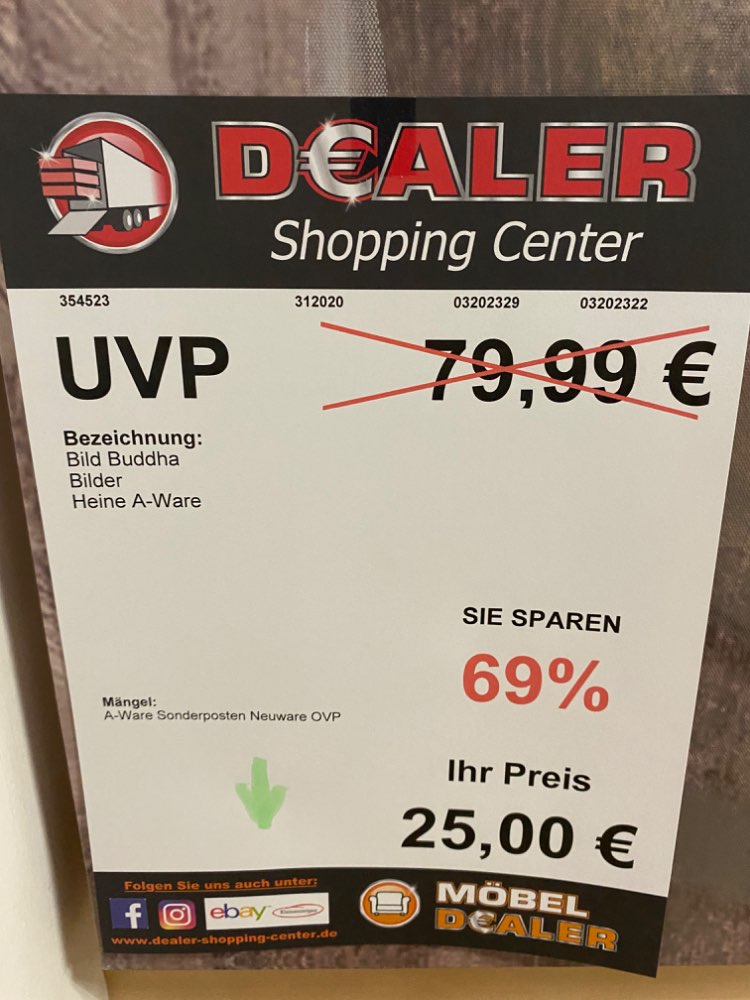 D€ALER
Shopping Center
354523 312020 03202329 03202322
UVP 79,99 €
Bezeichnung:
Bild Buddha
Bilder
Heine A-Ware
SIE SPAREN
69%
Mängel:
A-Ware Sonderposten Neuware OVP
Ihr Preis
25,00 €
Folgen Sie uns auch unter:
f ebay
www.dealer-shopping-center.de
MÖBEL
D€ALER